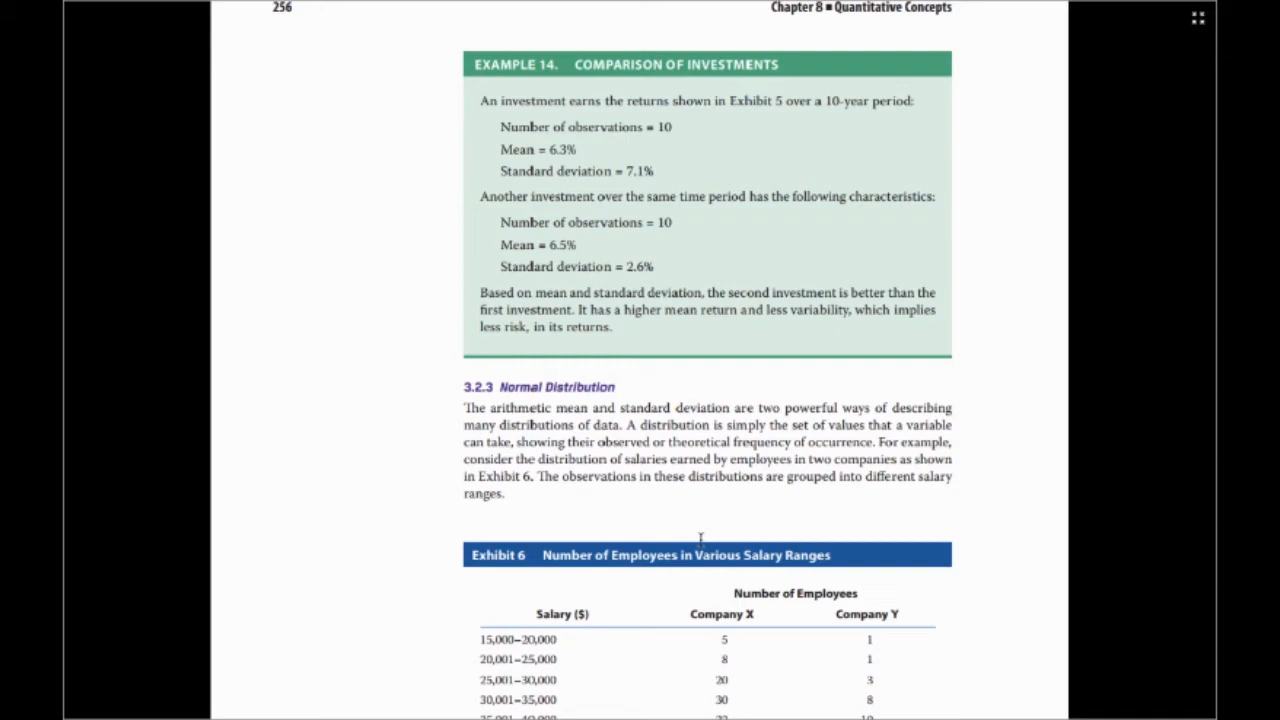 256
Chapter 8 ■ Quantitative Concepts
EXAMPLE 14. COMPARISON OF INVESTMENTS
An investment earns the returns shown in Exhibit 5 over a 10-year period:
Number of observations = 10
Mean = 6.3%
Standard deviation = 7.1%
Another investment over the same time period has the following characteristics:
Number of observations = 10
Mean = 6.5%
Standard deviation = 2.6%
Based on mean and standard deviation, the second investment is better than the
first investment. It has a higher mean return and less variability, which implies
less risk, in its returns.
3.2.3 Normal Distribution
The arithmetic mean and standard deviation are two powerful ways of describing
many distributions of data. A distribution is simply the set of values that a variable
can take, showing their observed or theoretical frequency of occurrence. For example,
consider the distribution of salaries earned by employees in two companies as shown
in Exhibit 6. The observations in these distributions are grouped into different salary
ranges.
Exhibit 6 Number of Employees in Various Salary Ranges
Number of Employees
Salary ($) Company X Company Y
15,000–20,000 5 1
20,001–25,000 8 1
25,001–30,000 20 3
30,001–35,000 30 8